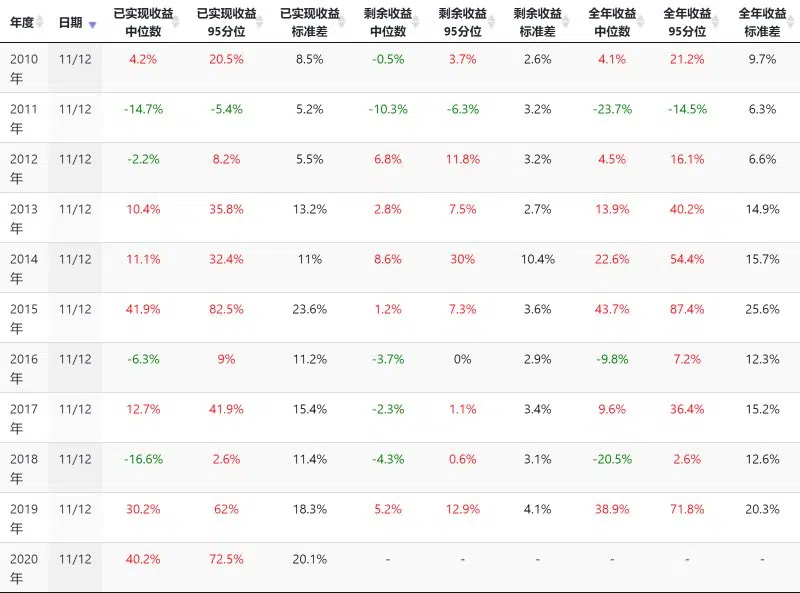 年度 日期 已实现收益中位数 已实现收益95分位 已实现收益标准差 剩余收益中位数 剩余收益95分位 剩余收益标准差 全年收益中位数 全年收益95分位 全年收益标准差
2010年 11/12 4.2% 20.5% 8.5% -0.5% 3.7% 2.6% 4.1% 21.2% 9.7%
2011年 11/12 -14.7% -5.4% 5.2% -10.3% -6.3% 3.2% -23.7% -14.5% 6.3%
2012年 11/12 -2.2% 8.2% 5.5% 6.8% 11.8% 3.2% 4.5% 16.1% 6.6%
2013年 11/12 10.4% 35.8% 13.2% 2.8% 7.5% 2.7% 13.9% 40.2% 14.9%
2014年 11/12 11.1% 32.4% 11% 8.6% 30% 10.4% 22.6% 54.4% 15.7%
2015年 11/12 41.9% 82.5% 23.6% 1.2% 7.3% 3.6% 43.7% 87.4% 25.6%
2016年 11/12 -6.3% 9% 11.2% -3.7% 0% 2.9% -9.8% 7.2% 12.3%
2017年 11/12 12.7% 41.9% 15.4% -2.3% 1.1% 3.4% 9.6% 36.4% 15.2%
2018年 11/12 -16.6% 2.6% 11.4% -4.3% 0.6% 3.1% -20.5% 2.6% 12.6%
2019年 11/12 30.2% 62% 18.3% 5.2% 12.9% 4.1% 38.9% 71.8% 20.3%
2020年 11/12 40.2% 72.5% 20.1% - - - - - -